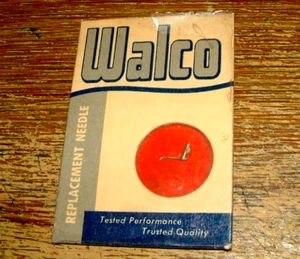 Walco
REPLACEMENT NEEDLE
Tested Performance
Trusted Quality